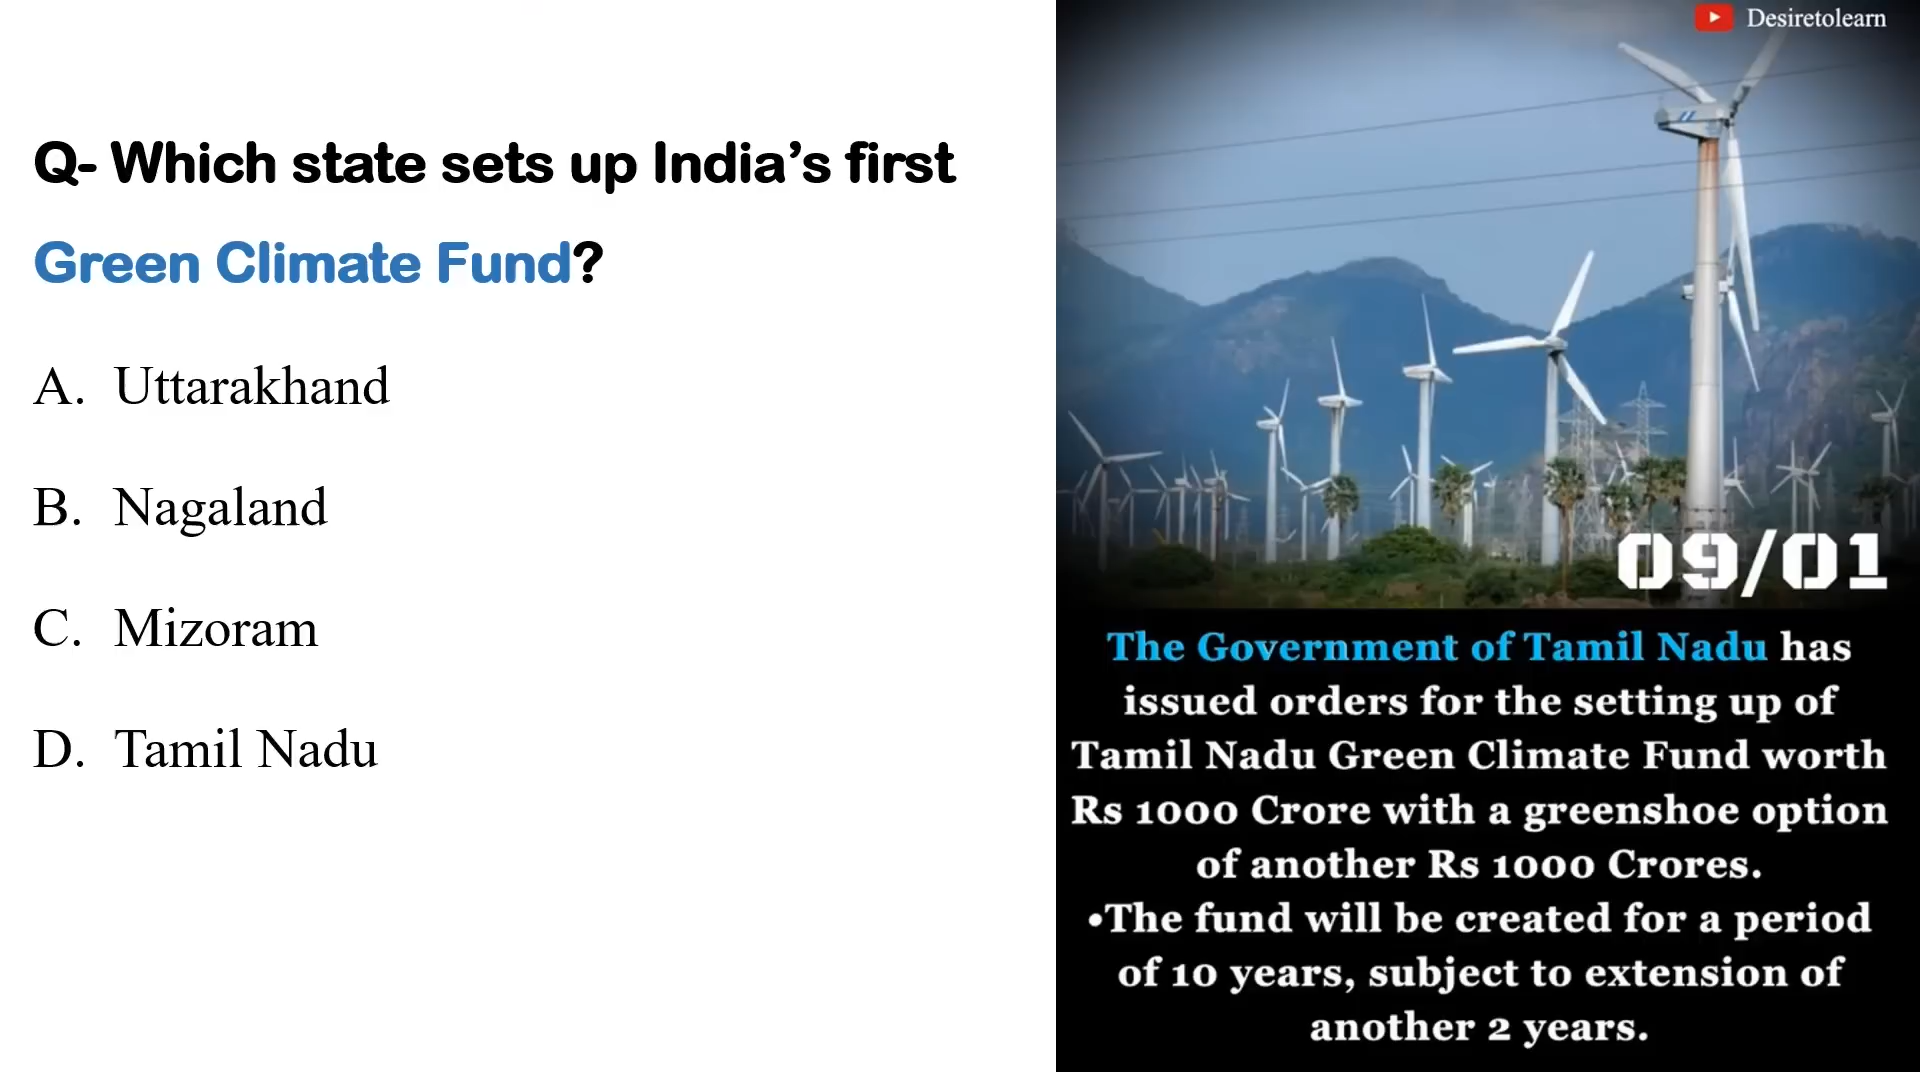 Q- Which state sets up India’s first
Green Climate Fund?
A. Uttarakhand
B. Nagaland
C. Mizoram
D. Tamil Nadu
Desiretolearn
09/01
The Government of Tamil Nadu has
issued orders for the setting up of
Tamil Nadu Green Climate Fund worth
Rs 1000 Crore with a greenshoe option
of another Rs 1000 Crores.
•The fund will be created for a period
of 10 years, subject to extension of
another 2 years.